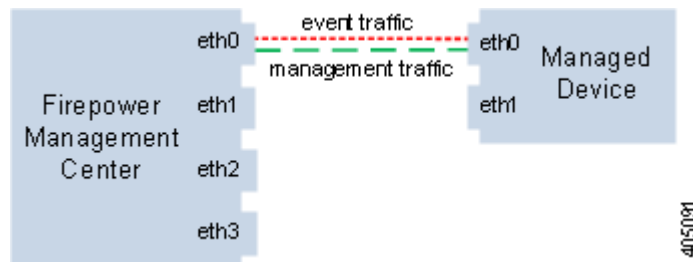 event traffic
eth0
eth0
management traffic
Managed
Device
Firepower
Management
Center
eth1
eth1
eth2
eth3
405091